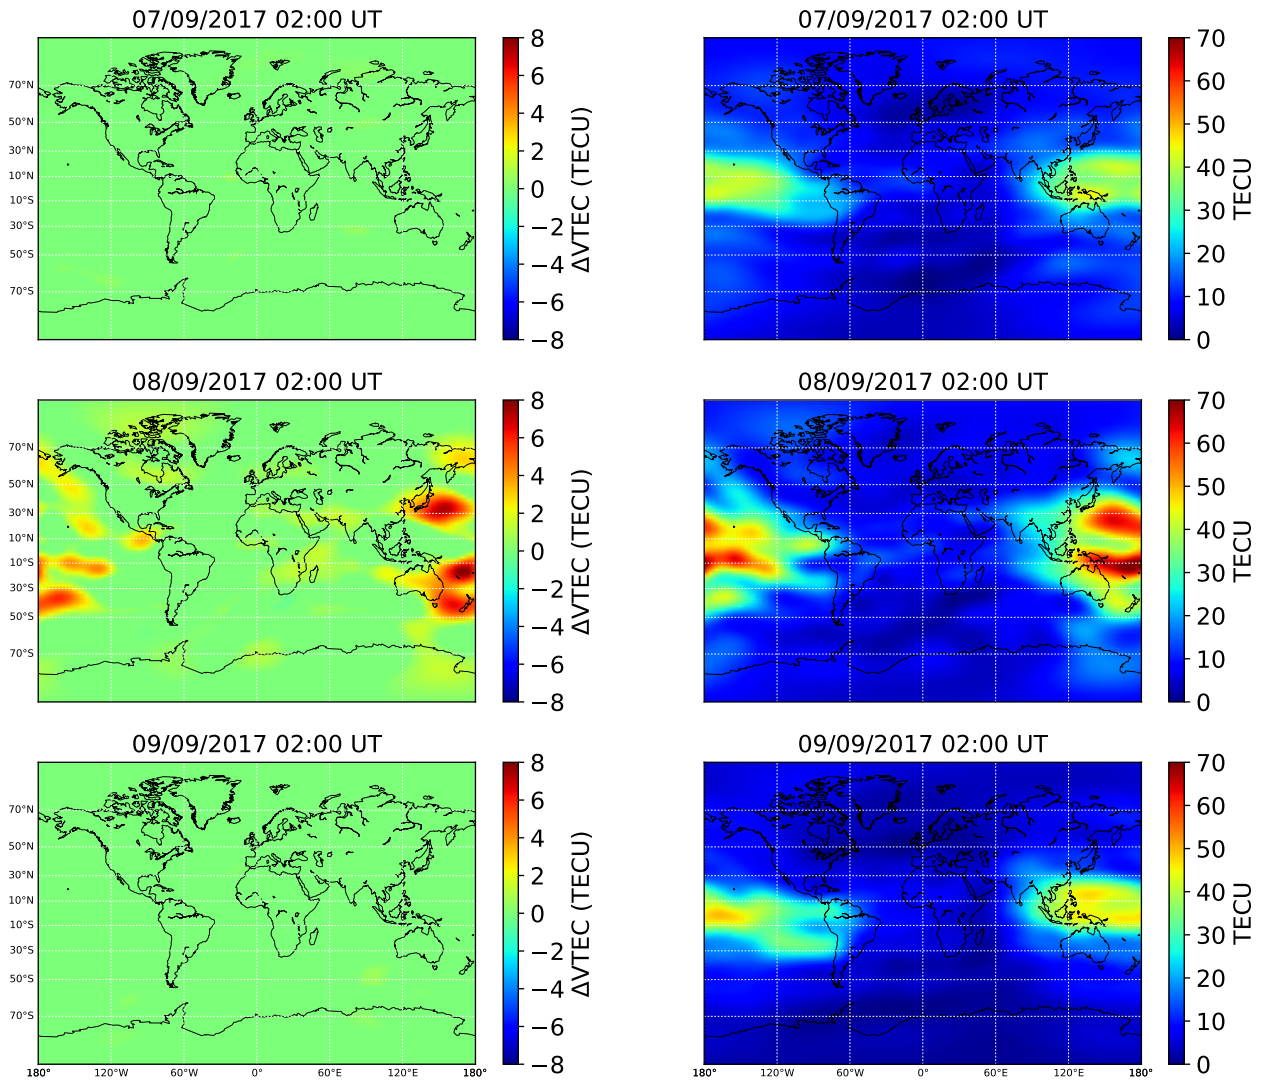 07/09/2017 02:00 UT
07/09/2017 02:00 UT
70°N
50°N
30°N
10°N
10°S
30°S
50°S
70°S
8
6
4
2
0
−2
−4
−6
−8
ΔVTEC (TECU)
70
60
50
40
30
20
10
0
TECU
08/09/2017 02:00 UT
08/09/2017 02:00 UT
70°N
50°N
30°N
10°N
10°S
30°S
50°S
70°S
8
6
4
2
0
−2
−4
−6
−8
ΔVTEC (TECU)
70
60
50
40
30
20
10
0
TECU
09/09/2017 02:00 UT
09/09/2017 02:00 UT
70°N
50°N
30°N
10°N
10°S
30°S
50°S
70°S
8
6
4
2
0
−2
−4
−6
−8
ΔVTEC (TECU)
70
60
50
40
30
20
10
0
TECU
180° 120°W 60°W 0° 60°E 120°E 180°
180° 120°W 60°W 0° 60°E 120°E 180°